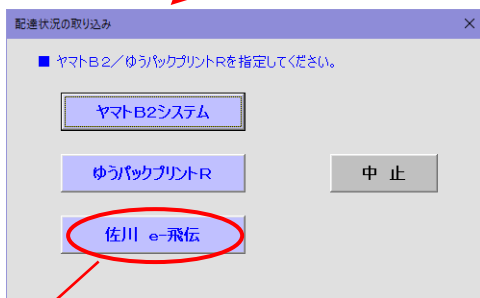 配達状況の取り込み
■ ヤマトB2／ゆうパックプリントRを指定してください。
ヤマトB2システム
ゆうパックプリントR
中 止
佐川 e-飛伝